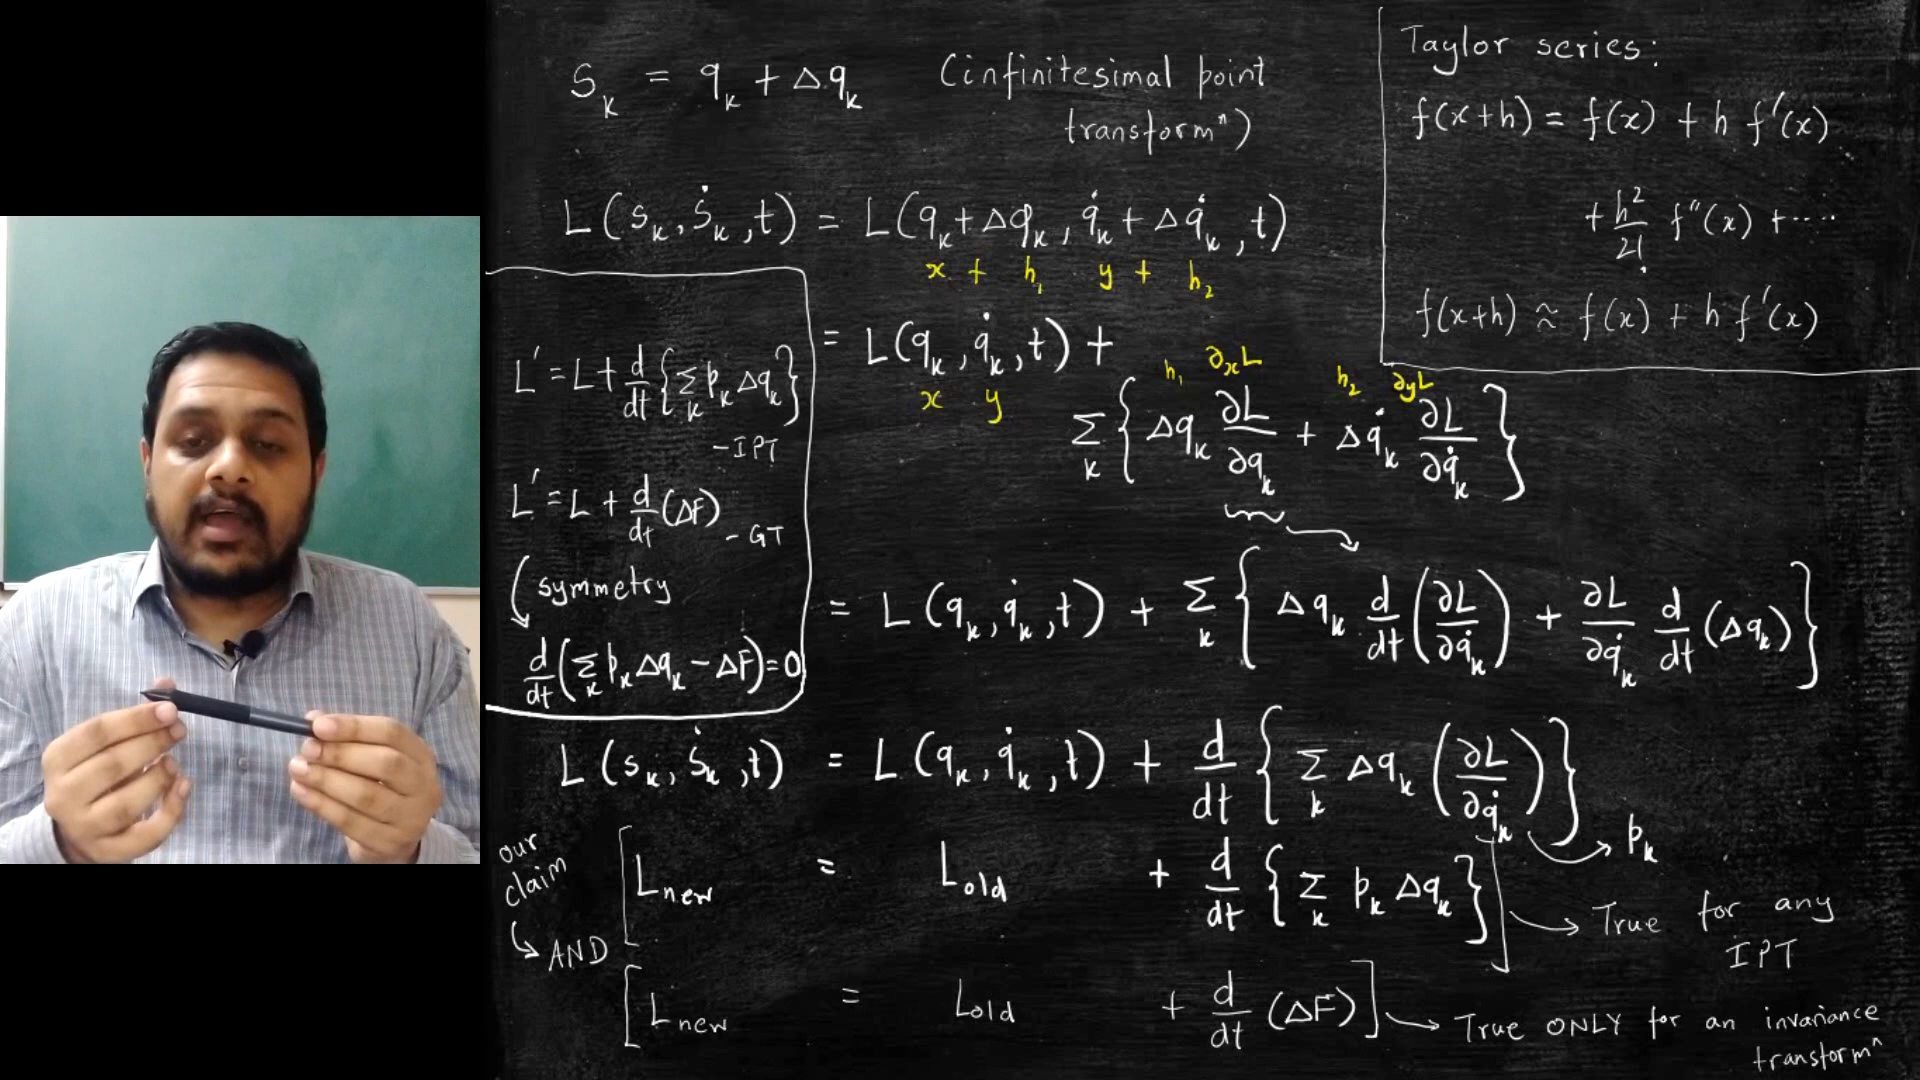 S_k = q_k + Δq_k (infinitesimal point
transformⁿ)
L(s_k, ṡ_k, t) = L(q_k + Δq_k, q̇_k + Δq̇_k, t)
x + h₁ y + h₂
= L(q_k, q̇_k, t) +
x y
h₁ ∂ₓL h₂ ∂yL
Σ_k { Δq_k ∂L/∂q_k + Δq̇_k ∂L/∂q̇_k }
= L(q_k, q̇_k, t) + Σ_k { Δq_k d/dt (∂L/∂q̇_k) + ∂L/∂q̇_k d/dt (Δq_k) }
L(s_k, ṡ_k, t) = L(q_k, q̇_k, t) + d/dt { Σ_k Δq_k (∂L/∂q̇_k) } → p_k
our
claim
↳ AND
[ L_new = L_old + d/dt { Σ_k p_k Δq_k } ] → True for any
IPT
[ L_new = L_old + d/dt (ΔF) ] → True ONLY for an invariance
transformⁿ
Taylor series:
f(x+h) = f(x) + h f'(x)
+ h²/2! f''(x) + ....
f(x+h) ≈ f(x) + h f'(x)
L' = L + d/dt { Σ_k p_k Δq_k }
- IPT
L' = L + d/dt (ΔF) - GT
symmetry
d/dt (Σ_k p_k Δq_k - ΔF) = 0